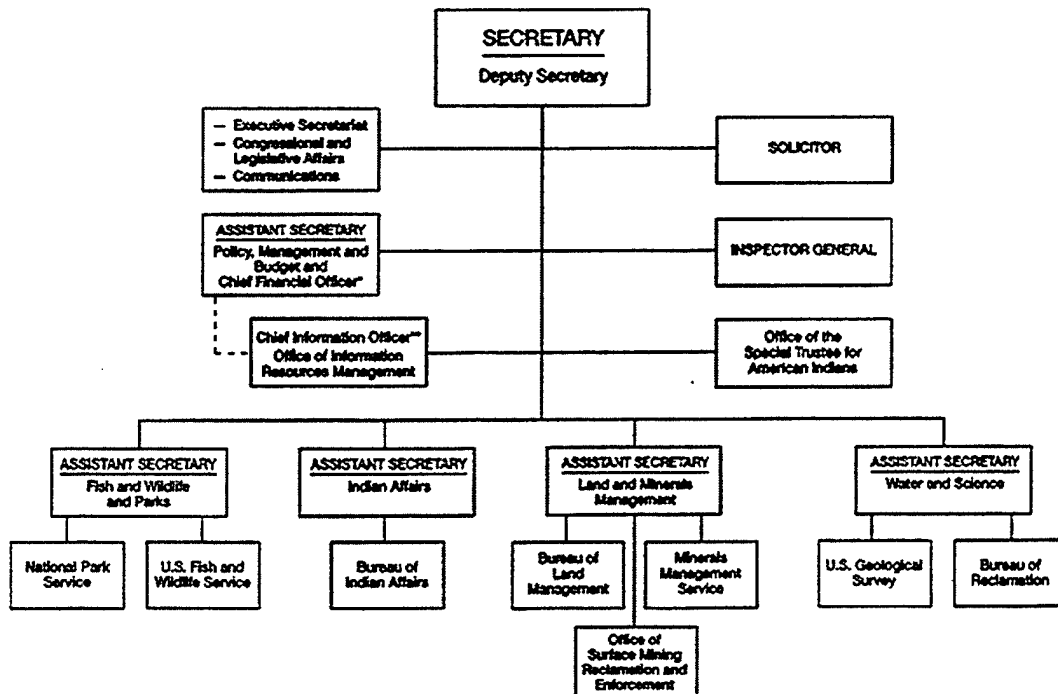 SECRETARY
Deputy Secretary
— Executive Secretariat
— Congressional and
Legislative Affairs
— Communications
SOLICITOR
ASSISTANT SECRETARY
Policy, Management and
Budget and
Chief Financial Officer*
INSPECTOR GENERAL
Chief Information Officer**
Office of Information
Resources Management
Office of the
Special Trustee for
American Indians
ASSISTANT SECRETARY
Fish and Wildlife
and Parks
ASSISTANT SECRETARY
Indian Affairs
ASSISTANT SECRETARY
Land and Minerals
Management
ASSISTANT SECRETARY
Water and Science
National Park
Service
U.S. Fish and
Wildlife Service
Bureau of
Indian Affairs
Bureau of
Land
Management
Minerals
Management
Service
U.S. Geological
Survey
Bureau of
Reclamation
Office of
Surface Mining
Reclamation and
Enforcement